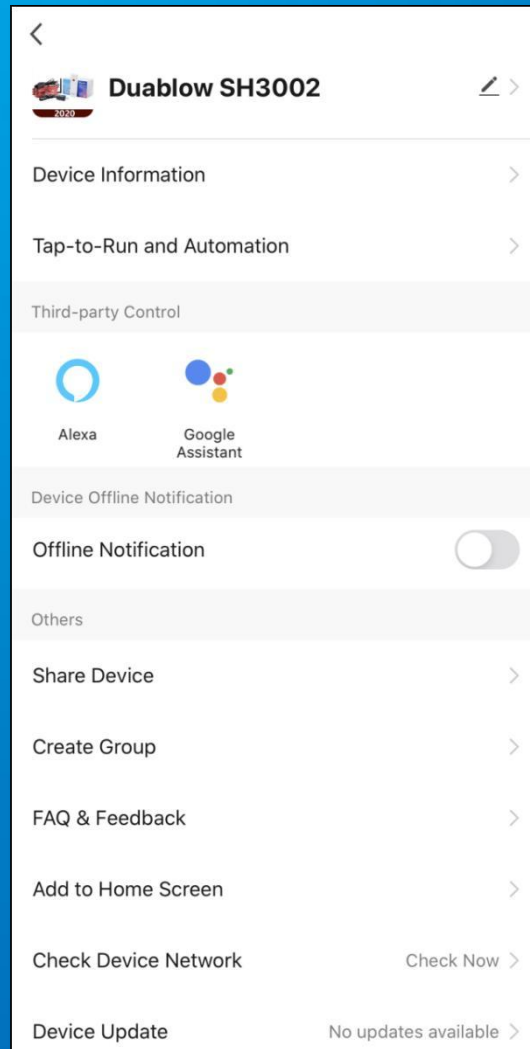 Duablow SH3002
2020
Device Information
Tap-to-Run and Automation
Third-party Control
Alexa
Google
Assistant
Device Offline Notification
Offline Notification
Others
Share Device
Create Group
FAQ & Feedback
Add to Home Screen
Check Device Network Check Now
Device Update No updates available